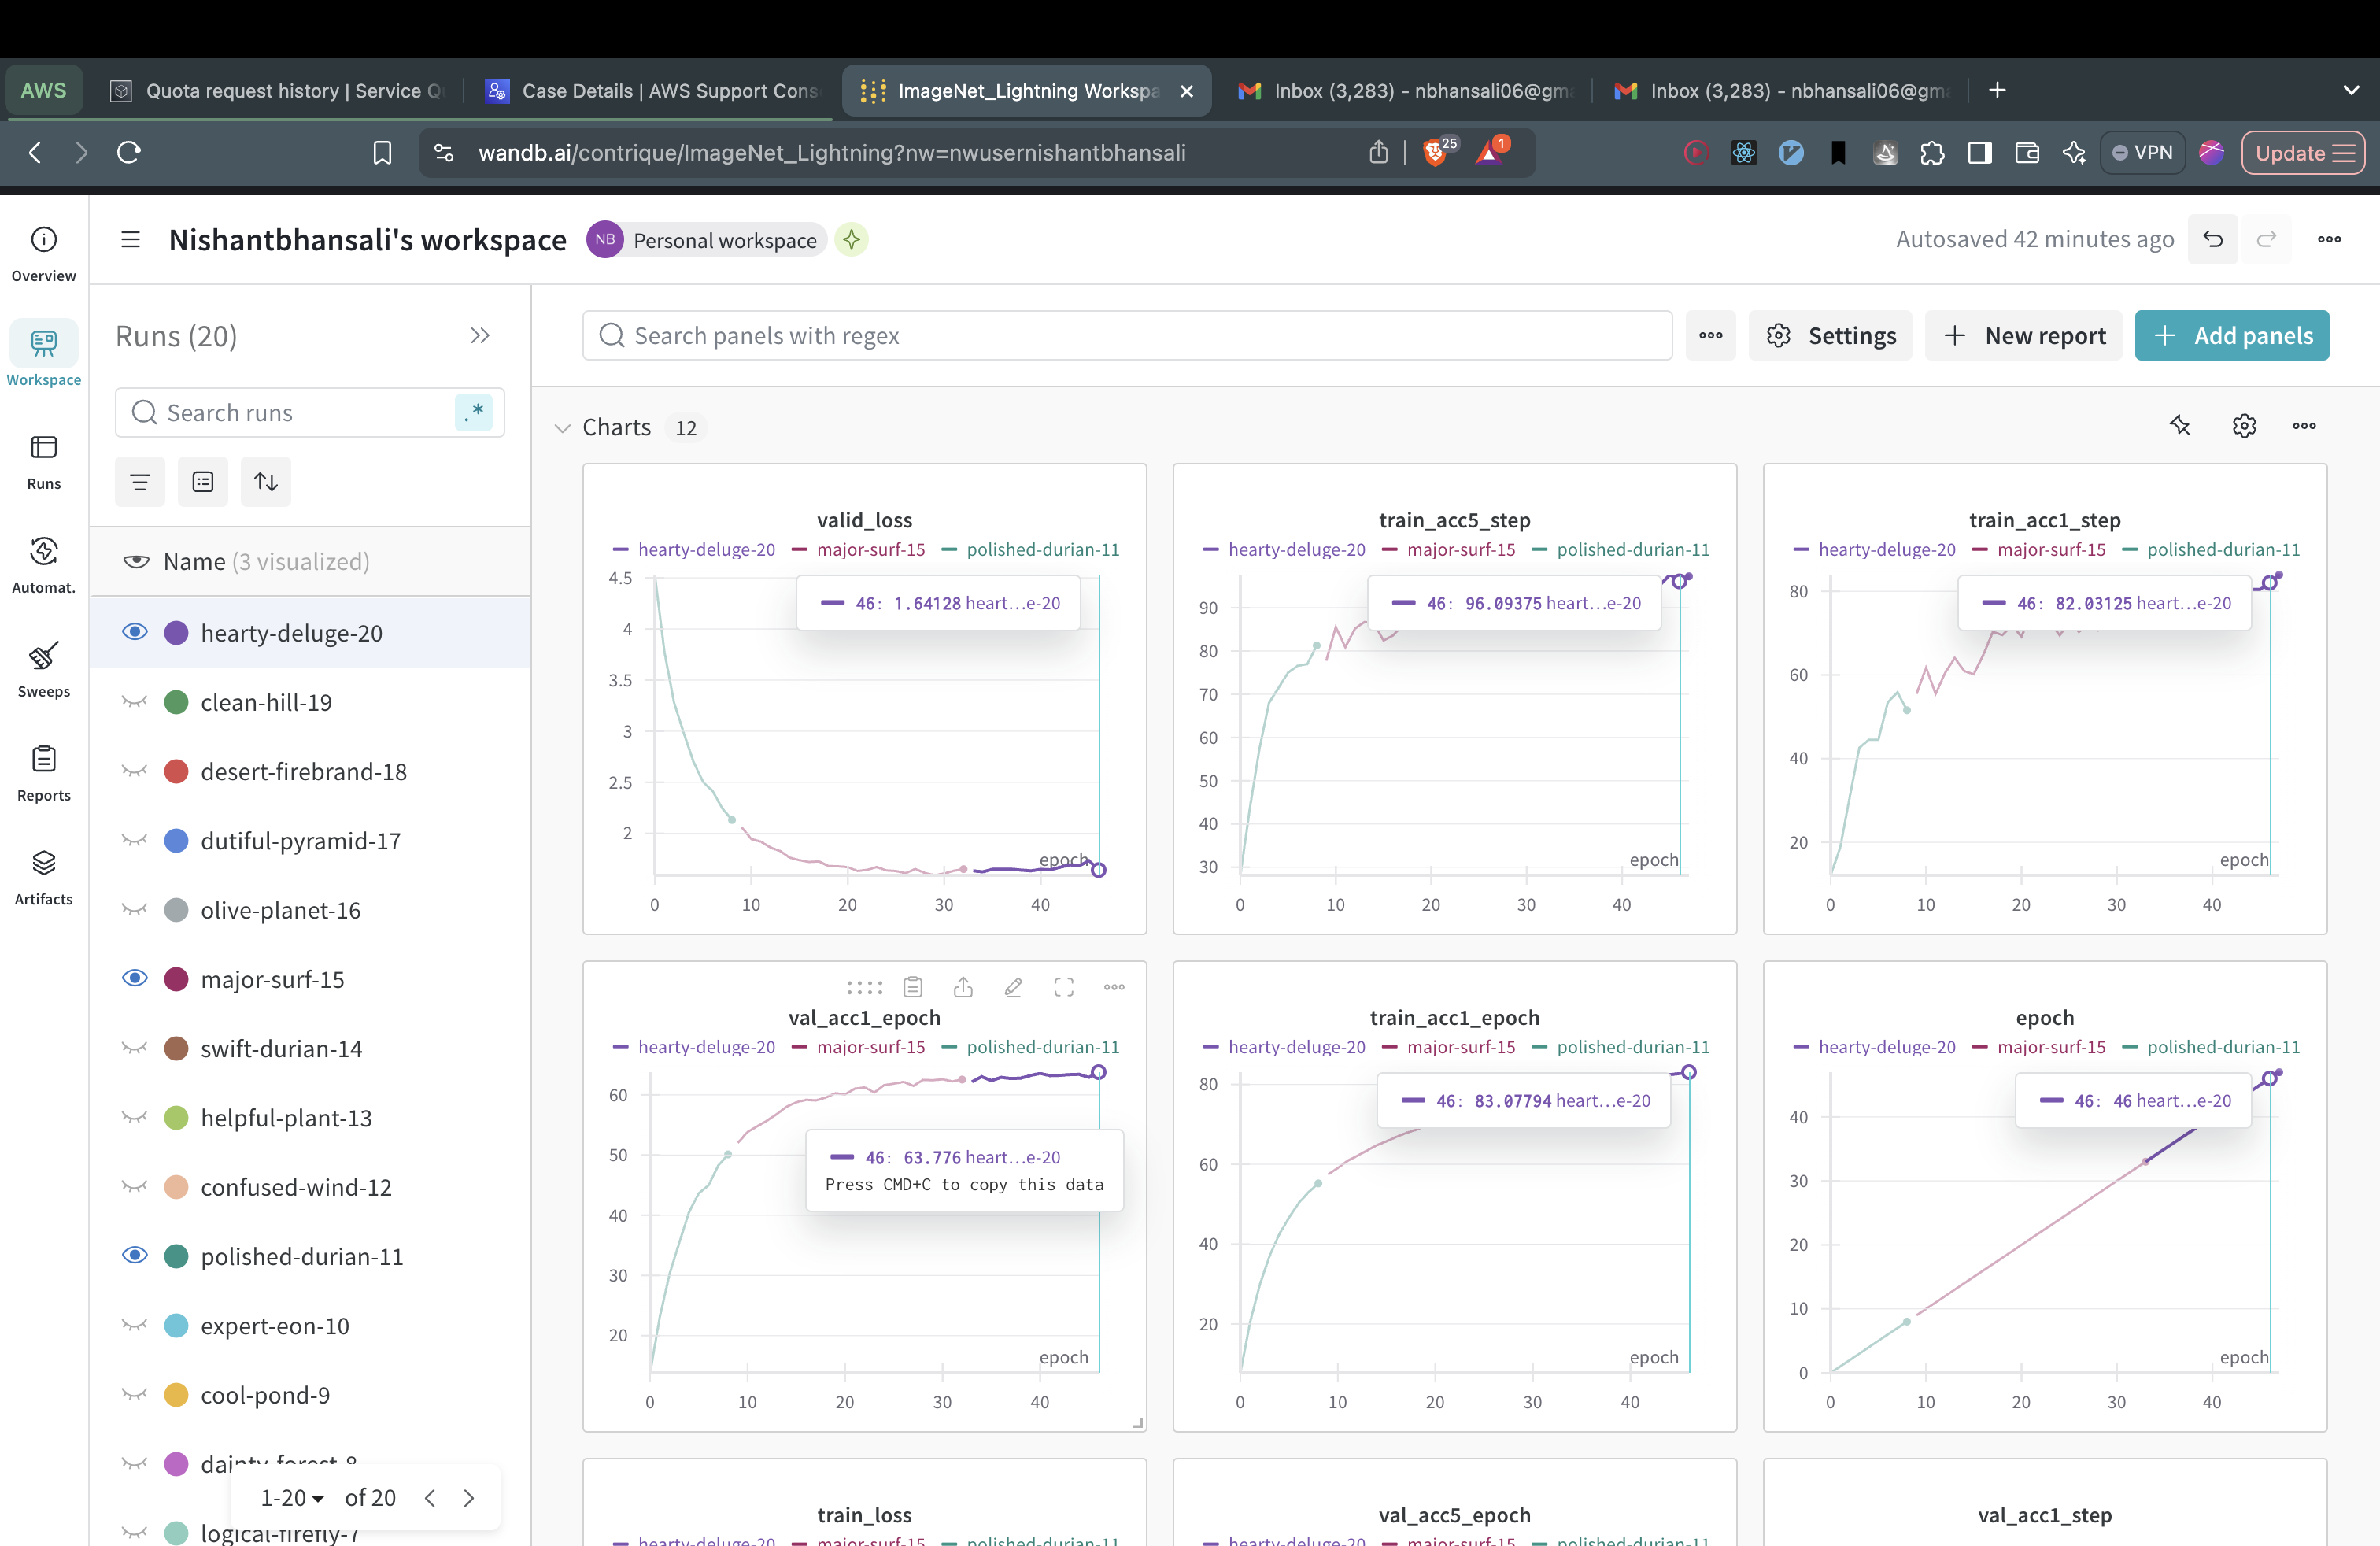 AWS
Quota request history | Service Q
Case Details | AWS Support Cons
ImageNet_Lightning Workspa
Inbox (3,283) - nbhansali06@gm
Inbox (3,283) - nbhansali06@gm
wandb.ai/contrique/ImageNet_Lightning?nw=nwusernishantbhansali
25
1
VPN
Update
Nishantbhansali's workspace
NB
Personal workspace
Autosaved 42 minutes ago
Overview
Workspace
Runs
Automat.
Sweeps
Reports
Artifacts
Runs (20)
Search runs
.*
Name (3 visualized)
hearty-deluge-20
clean-hill-19
desert-firebrand-18
dutiful-pyramid-17
olive-planet-16
major-surf-15
swift-durian-14
helpful-plant-13
confused-wind-12
polished-durian-11
expert-eon-10
cool-pond-9
dainty-forest-8
logical-firefly-7
1-20 of 20
Search panels with regex
Settings
New report
Add panels
Charts 12
valid_loss
hearty-deluge-20 major-surf-15 polished-durian-11
46: 1.64128 heart...e-20
4.5
4
3.5
3
2.5
2
epoch
0 10 20 30 40
train_acc5_step
hearty-deluge-20 major-surf-15 polished-durian-11
46: 96.09375 heart...e-20
90
80
70
60
50
40
30
epoch
0 10 20 30 40
train_acc1_step
hearty-deluge-20 major-surf-15 polished-durian-11
46: 82.03125 heart...e-20
80
60
40
20
epoch
0 10 20 30 40
val_acc1_epoch
hearty-deluge-20 major-surf-15 polished-durian-11
46: 63.776 heart...e-20
Press CMD+C to copy this data
60
50
40
30
20
epoch
0 10 20 30 40
train_acc1_epoch
hearty-deluge-20 major-surf-15 polished-durian-11
46: 83.07794 heart...e-20
80
60
40
20
epoch
0 10 20 30 40
epoch
hearty-deluge-20 major-surf-15 polished-durian-11
46: 46 heart...e-20
40
30
20
10
0
epoch
0 10 20 30 40
train_loss
hearty-deluge-20 major-surf-15 polished-durian-11
val_acc5_epoch
hearty-deluge-20 major-surf-15 polished-durian-11
val_acc1_step